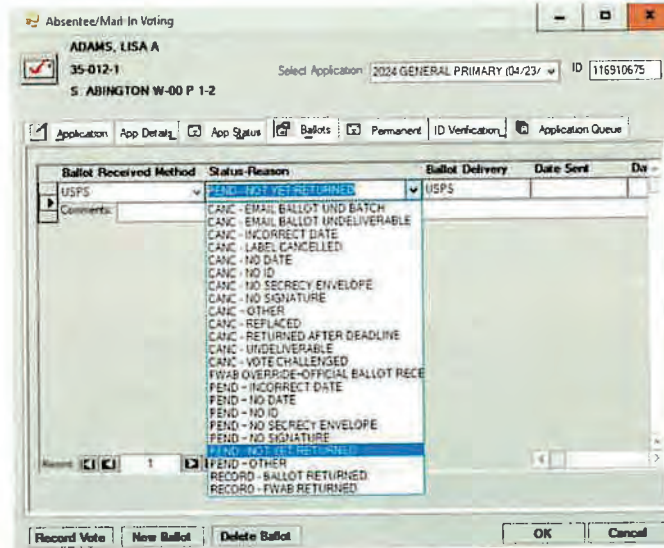 Absentee/Mail In Voting
ADAMS, LISA A
35-012-1
S. ABINGTON W-00 P 1-2
Select Application 2024 GENERAL PRIMARY (04/23/ ID 116910675
Application App Details App Status Ballots Permanent ID Verification Application Queue
Ballot Received Method Status-Reason Ballot Delivery Date Sent Da
USPS PEND - NOT YET RETURNED USPS
Comments:
CANC - EMAIL BALLOT UND BATCH
CANC - EMAIL BALLOT UNDELIVERABLE
CANC - INCORRECT DATE
CANC - LABEL CANCELLED
CANC - NO DATE
CANC - NO ID
CANC - NO SECRECY ENVELOPE
CANC - NO SIGNATURE
CANC - OTHER
CANC - REPLACED
CANC - RETURNED AFTER DEADLINE
CANC - UNDELIVERABLE
CANC - VOTE CHALLENGED
FWAB OVERRIDE-OFFICIAL BALLOT RECE
PEND - INCORRECT DATE
PEND - NO DATE
PEND - NO ID
PEND - NO SECRECY ENVELOPE
PEND - NO SIGNATURE
PEND - NOT YET RETURNED
Record: 1 PEND - OTHER
RECORD - BALLOT RETURNED
RECORD - FWAB RETURNED
Record Vote New Ballot Delete Ballot OK Cancel